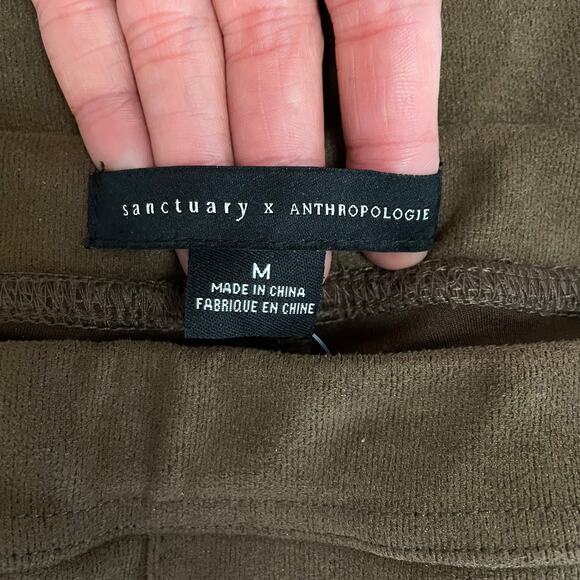 sanctuary x ANTHROPOLOGIE
M
MADE IN CHINA
FABRIQUE EN CHINE